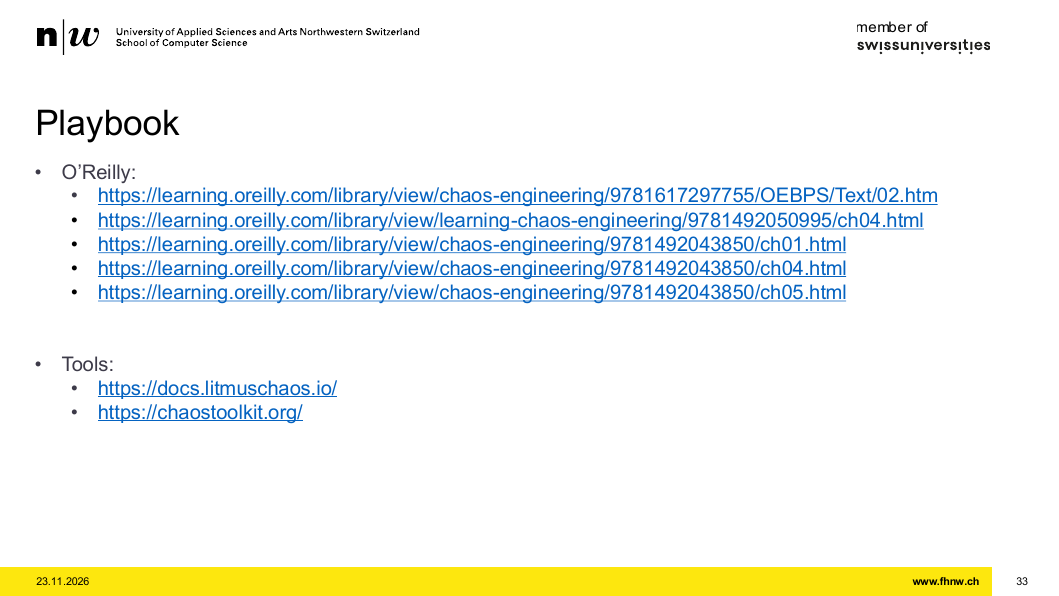 n|w University of Applied Sciences and Arts Northwestern Switzerland
School of Computer Science
member of
swissuniversities
Playbook
• O’Reilly:
• https://learning.oreilly.com/library/view/chaos-engineering/9781617297755/OEBPS/Text/02.htm
• https://learning.oreilly.com/library/view/learning-chaos-engineering/9781492050995/ch04.html
• https://learning.oreilly.com/library/view/chaos-engineering/9781492043850/ch01.html
• https://learning.oreilly.com/library/view/chaos-engineering/9781492043850/ch04.html
• https://learning.oreilly.com/library/view/chaos-engineering/9781492043850/ch05.html
• Tools:
• https://docs.litmuschaos.io/
• https://chaostoolkit.org/
23.11.2026
www.fhnw.ch
33